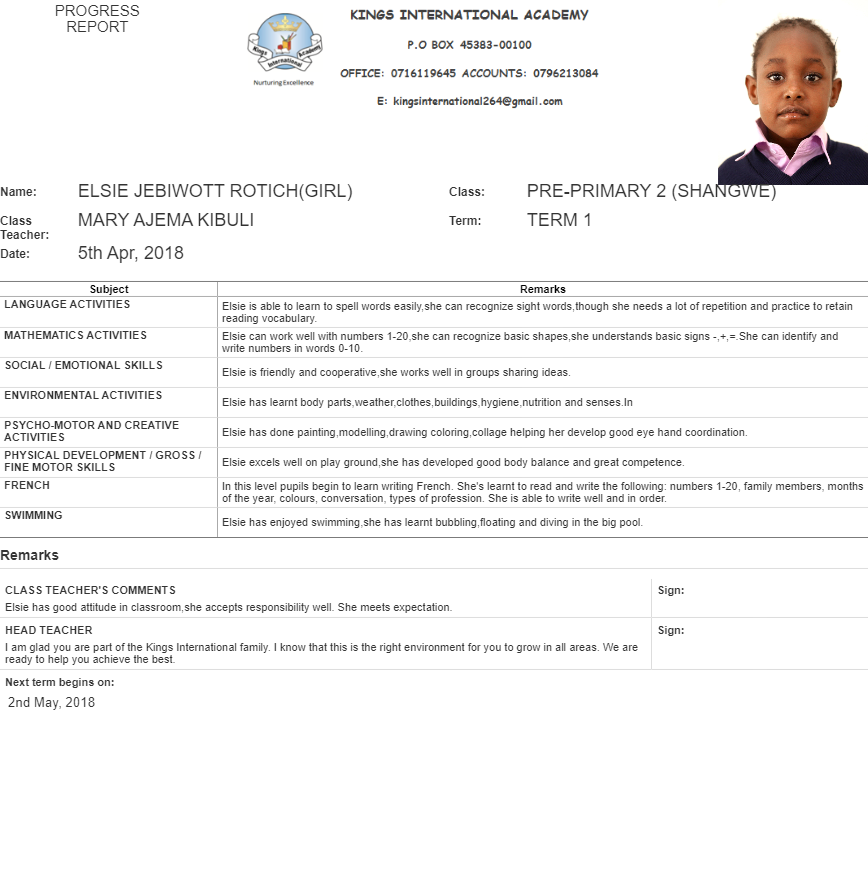 PROGRESS
REPORT
Kings International Academy
Nurturing Excellence
KINGS INTERNATIONAL ACADEMY
P.O BOX 45383-00100
OFFICE: 0716119645 ACCOUNTS: 0796213084
E: kingsinternational264@gmail.com
Name: ELSIE JEBIWOTT ROTICH(GIRL) Class: PRE-PRIMARY 2 (SHANGWE)
Class Teacher: MARY AJEMA KIBULI Term: TERM 1
Date: 5th Apr, 2018
Subject Remarks
LANGUAGE ACTIVITIES Elsie is able to learn to spell words easily,she can recognize sight words,though she needs a lot of repetition and practice to retain
reading vocabulary.
MATHEMATICS ACTIVITIES Elsie can work well with numbers 1-20,she can recognize basic shapes,she understands basic signs -,+,=.She can identify and
write numbers in words 0-10.
SOCIAL / EMOTIONAL SKILLS
Elsie is friendly and cooperative,she works well in groups sharing ideas.
ENVIRONMENTAL ACTIVITIES
Elsie has learnt body parts,weather,clothes,buildings,hygiene,nutrition and senses.In
PSYCHO-MOTOR AND CREATIVE
ACTIVITIES
Elsie has done painting,modelling,drawing coloring,collage helping her develop good eye hand coordination.
PHYSICAL DEVELOPMENT / GROSS /
FINE MOTOR SKILLS
Elsie excels well on play ground,she has developed good body balance and great competence.
FRENCH In this level pupils begin to learn writing French. She's learnt to read and write the following: numbers 1-20, family members, months
of the year, colours, conversation, types of profession. She is able to write well and in order.
SWIMMING
Elsie has enjoyed swimming,she has learnt bubbling,floating and diving in the big pool.
Remarks
CLASS TEACHER'S COMMENTS Sign:
Elsie has good attitude in classroom,she accepts responsibility well. She meets expectation.
HEAD TEACHER Sign:
I am glad you are part of the Kings International family. I know that this is the right environment for you to grow in all areas. We are
ready to help you achieve the best.
Next term begins on:
2nd May, 2018